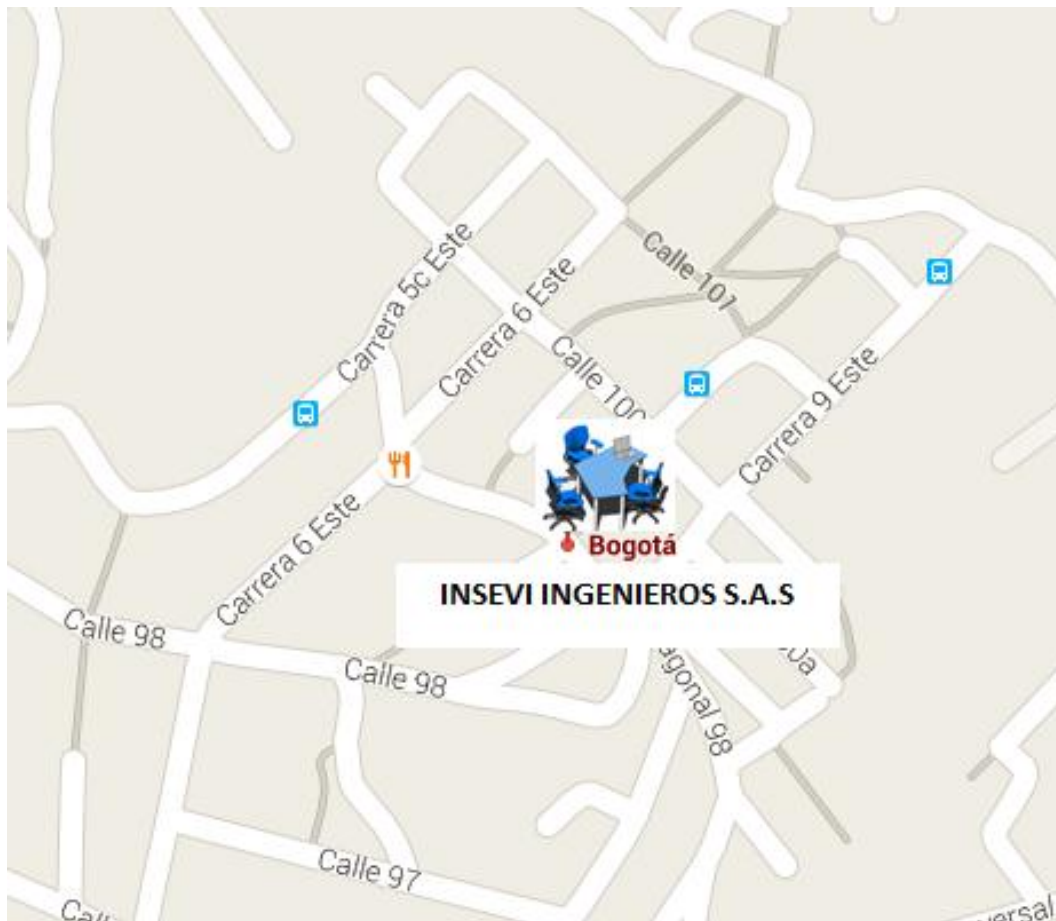 Calle 101
Carrera 5c Este
Carrera 6 Este
Calle 100
Carrera 9 Este
Bogotá
INSEVI INGENIEROS S.A.S
Carrera 6 Este
Calle 98
Calle 98
agonal 98
Calle 97
versal